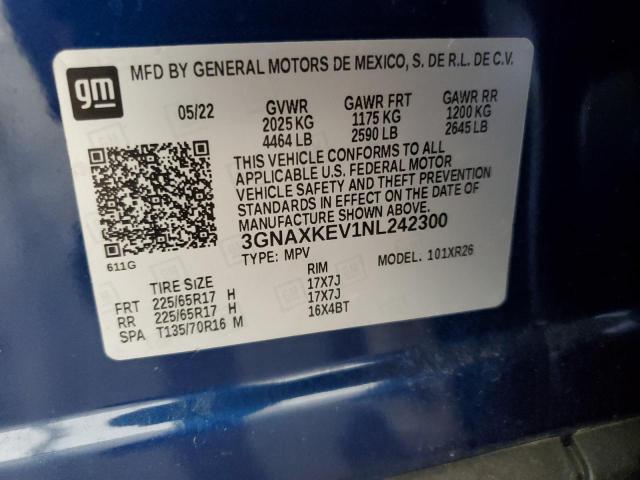 gm
MFD BY GENERAL MOTORS DE MEXICO, S. DE R.L. DE C.V.
05/22 GVWR GAWR FRT GAWR RR
2025 KG 1175 KG 1200 KG
4464 LB 2590 LB 2645 LB
THIS VEHICLE CONFORMS TO ALL
APPLICABLE U.S. FEDERAL MOTOR
VEHICLE SAFETY AND THEFT PREVENTION
STANDARDS IN EFFECT ON THE DATE OF
MANUFACTURE SHOWN ABOVE.
3GNAXKEV1NL242300
611G TYPE: MPV MODEL: 101XR26
TIRE SIZE RIM
FRT 225/65R17 H 17X7J
RR 225/65R17 H 17X7J
SPA T135/70R16 M 16X4BT